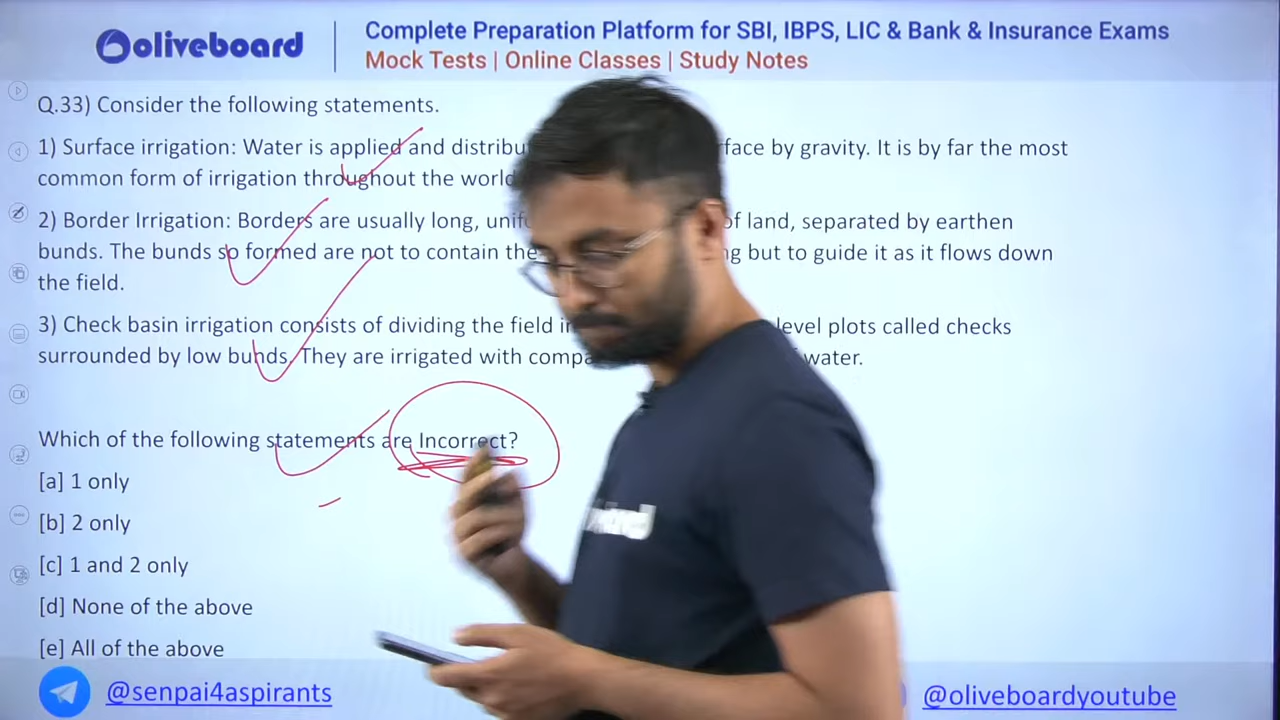 oliveboard
Complete Preparation Platform for SBI, IBPS, LIC & Bank & Insurance Exams
Mock Tests | Online Classes | Study Notes
Q.33) Consider the following statements.
1) Surface irrigation: Water is applied and face by gravity. It is by far the most
common form of irrigation throughout the world
2) Border Irrigation: Borders are usually long, of land, separated by earthen
bunds. The bunds so formed are not to contain the but to guide it as it flows down
the field.
3) Check basin irrigation consists of dividing the field level plots called checks
surrounded by low bunds. They are irrigated with water.
Which of the following statements are Incorrect?
[a] 1 only
[b] 2 only
[c] 1 and 2 only
[d] None of the above
[e] All of the above
@senpai4aspirants
@oliveboardyoutube